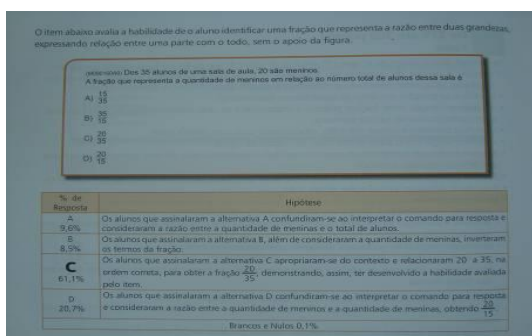 O item abaixo avalia a habilidade de o aluno identificar uma fração que representa a razão entre duas grandezas,
expressando relação entre uma parte com o todo, sem o apoio da figura.
Dos 35 alunos de uma sala de aula, 20 são meninos.
A fração que representa a quantidade de meninos em relação ao número total de alunos dessa sala é
A) 15/35
B) 35/15
C) 20/35
D) 20/15
% de
Resposta
Hipótese
A
9,6%
Os alunos que assinalaram a alternativa A confundiram-se ao interpretar o comando para resposta e
consideraram a razão entre a quantidade de meninas e o total de alunos.
B
8,5%
Os alunos que assinalaram a alternativa B, além de considerarem a quantidade de meninas, inverteram
os termos da fração.
C
61,1%
Os alunos que assinalaram a alternativa C apropriaram-se do contexto e relacionaram 20 a 35, na
ordem correta, para obter a fração 20/35, demonstrando, assim, ter desenvolvido a habilidade avaliada
pelo item.
D
20,7%
Os alunos que assinalaram a alternativa D confundiram-se ao interpretar o comando para resposta
e consideraram a razão entre a quantidade de meninos e a quantidade de meninas, obtendo 20/15
Brancos e Nulos 0,1%